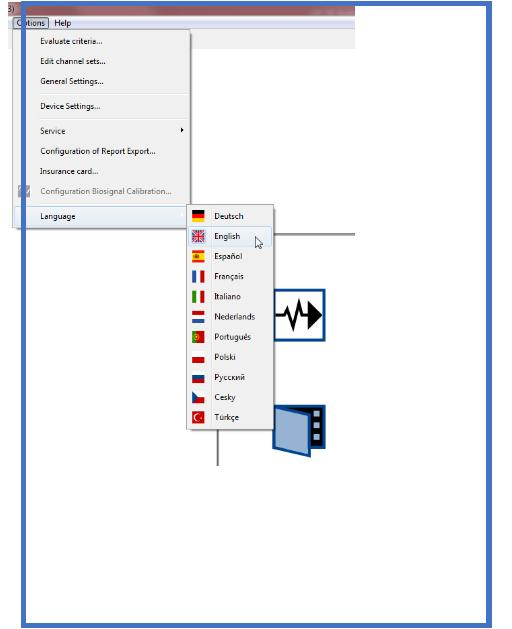 3)
Options Help
Evaluate criteria...
Edit channel sets...
General Settings...
Device Settings...
Service
Configuration of Report Export...
Insurance card...
Configuration Biosignal Calibration...
Language
Deutsch
English
Español
Français
Italiano
Nederlands
Português
Polski
Русский
Cesky
Türkçe